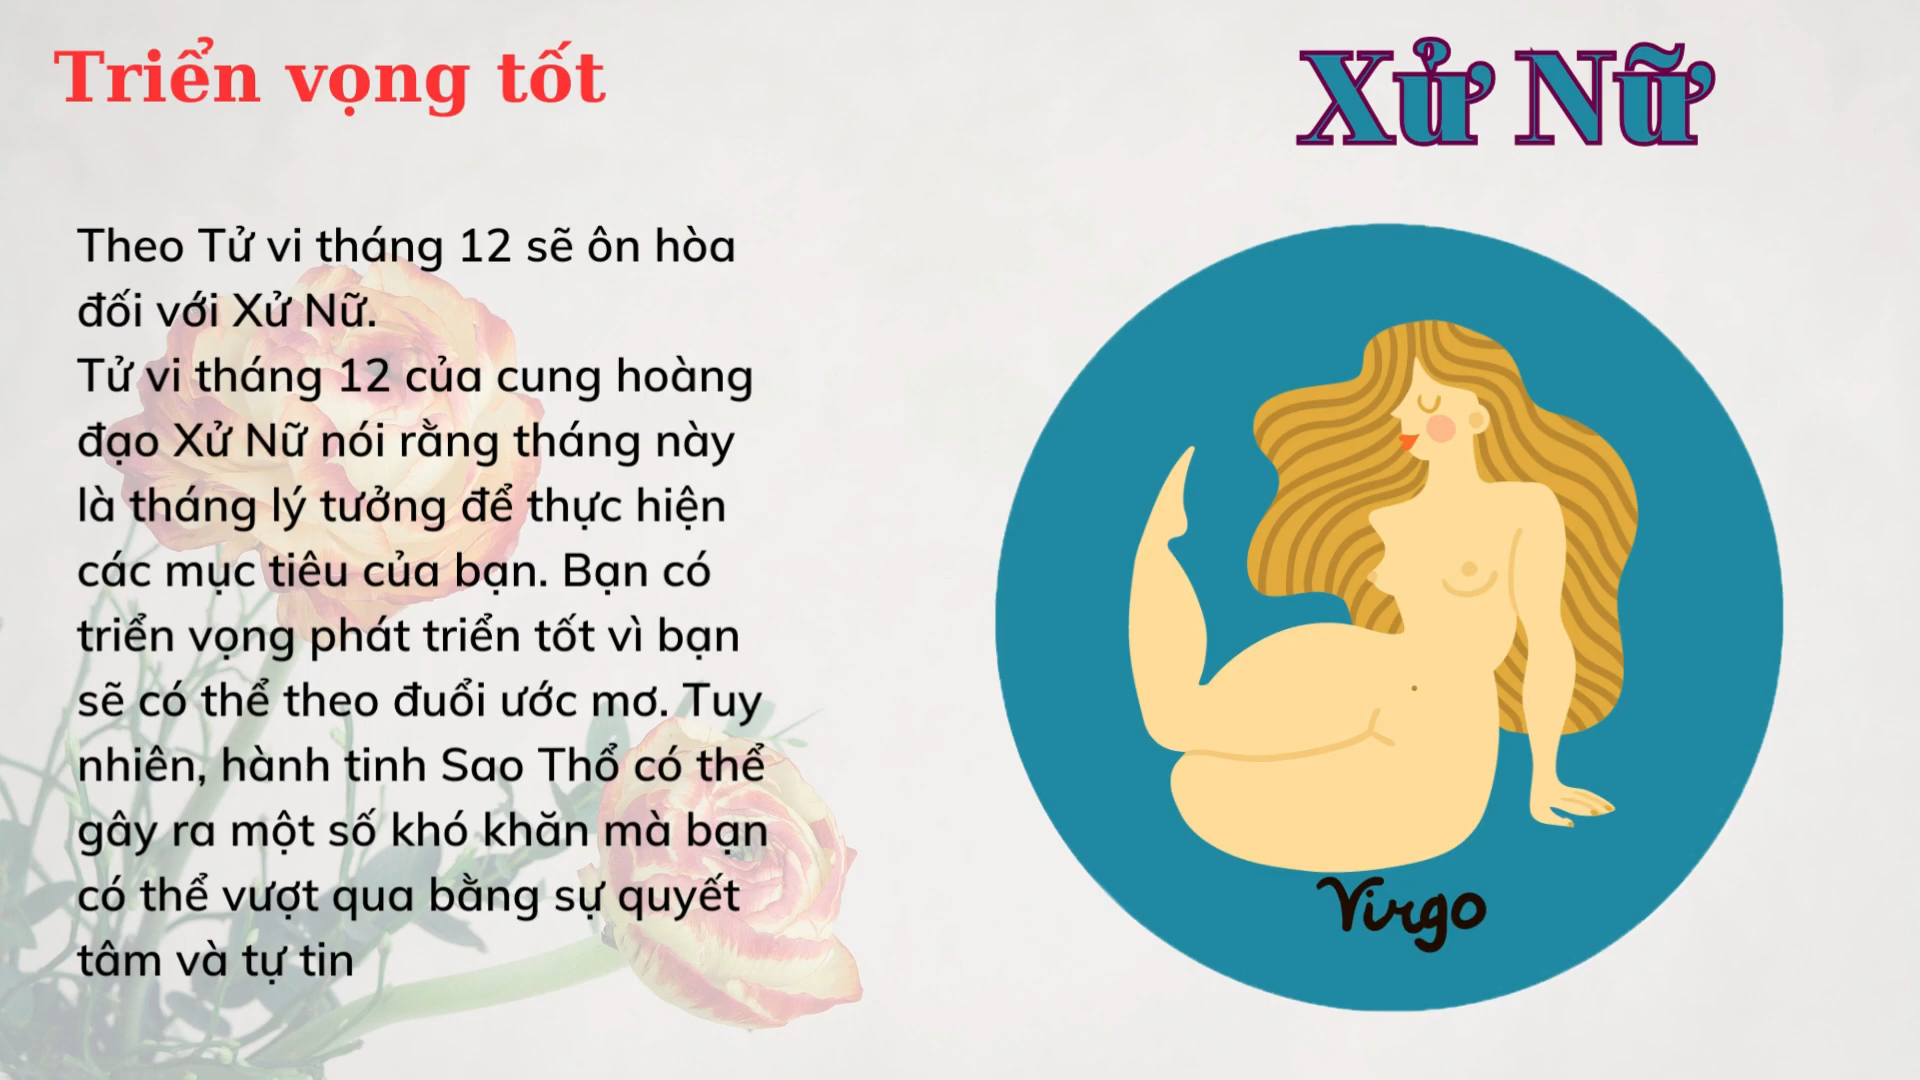 Triển vọng tốt
Xử Nữ
Theo Tử vi tháng 12 sẽ ôn hòa
đối với Xử Nữ.
Tử vi tháng 12 của cung hoàng
đạo Xử Nữ nói rằng tháng này
là tháng lý tưởng để thực hiện
các mục tiêu của bạn. Bạn có
triển vọng phát triển tốt vì bạn
sẽ có thể theo đuổi ước mơ. Tuy
nhiên, hành tinh Sao Thổ có thể
gây ra một số khó khăn mà bạn
có thể vượt qua bằng sự quyết
tâm và tự tin
Virgo